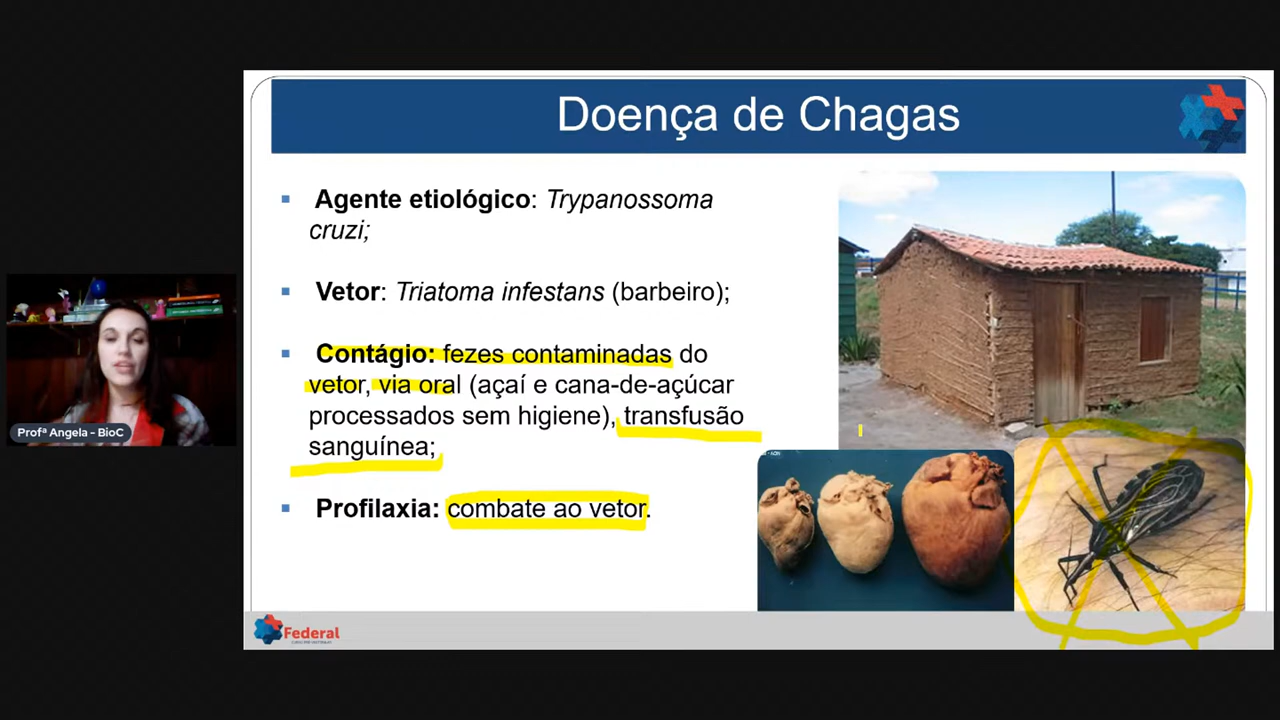 Doença de Chagas
Agente etiológico: Trypanossoma
cruzi;
Vetor: Triatoma infestans (barbeiro);
Contágio: fezes contaminadas do
vetor, via oral (açaí e cana-de-açúcar
processados sem higiene), transfusão
sanguínea;
Profilaxia: combate ao vetor.
Profª Angela - BioC
Federal